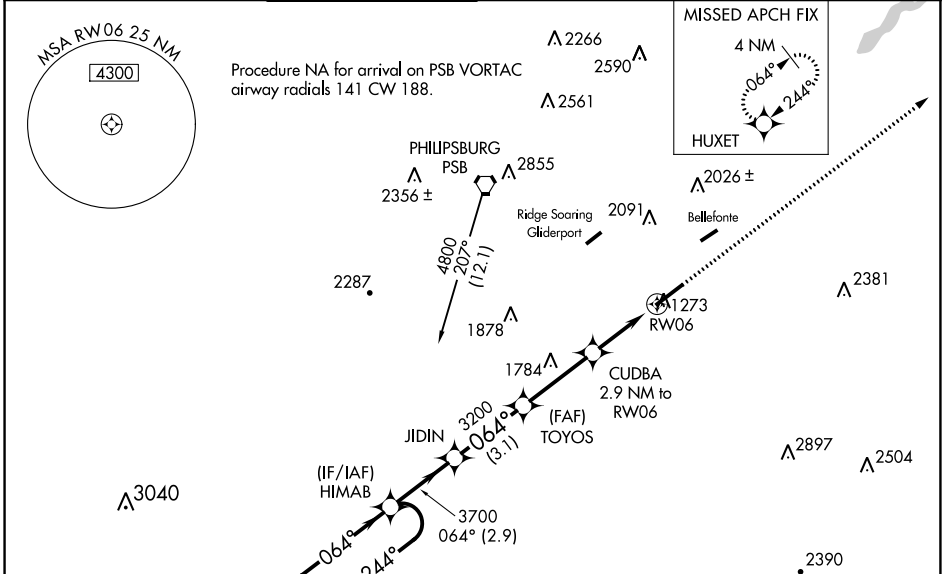 MSA RW06 25 NM
4300
Procedure NA for arrival on PSB VORTAC
airway radials 141 CW 188.
2266
2590
2561
MISSED APCH FIX
4 NM
064°
244°
HUXET
PHILIPSBURG
PSB
2855
2356 ±
2026 ±
2091
Ridge Soaring
Gliderport
Bellefonte
4800
207°
(12.1)
2287
2381
1273
RW06
1878
1784
CUDBA
2.9 NM to
RW06
3200
064°
(3.1)
(FAF)
TOYOS
JIDIN
(IF/IAF)
HIMAB
2897
2504
3040
3700
064° (2.9)
064°
244°
2390